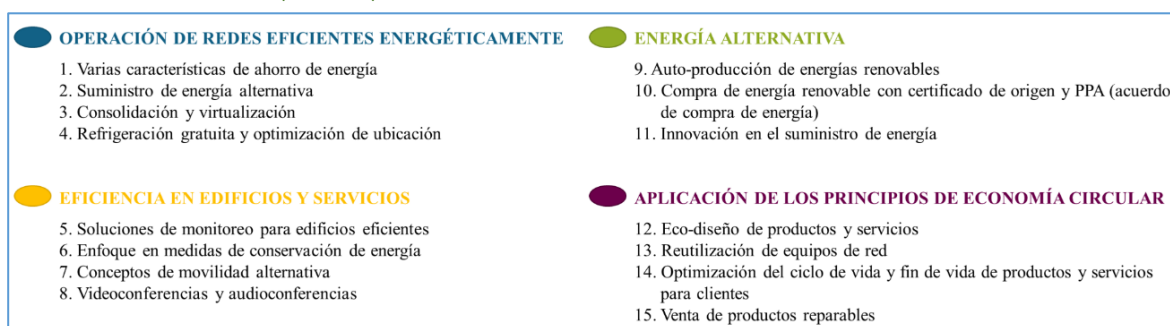 OPERACIÓN DE REDES EFICIENTES ENERGÉTICAMENTE
1. Varias características de ahorro de energía
2. Suministro de energía alternativa
3. Consolidación y virtualización
4. Refrigeración gratuita y optimización de ubicación
ENERGÍA ALTERNATIVA
9. Auto-producción de energías renovables
10. Compra de energía renovable con certificado de origen y PPA (acuerdo
de compra de energía)
11. Innovación en el suministro de energía
EFICIENCIA EN EDIFICIOS Y SERVICIOS
5. Soluciones de monitoreo para edificios eficientes
6. Enfoque en medidas de conservación de energía
7. Conceptos de movilidad alternativa
8. Videoconferencias y audioconferencias
APLICACIÓN DE LOS PRINCIPIOS DE ECONOMÍA CIRCULAR
12. Eco-diseño de productos y servicios
13. Reutilización de equipos de red
14. Optimización del ciclo de vida y fin de vida de productos y servicios
para clientes
15. Venta de productos reparables